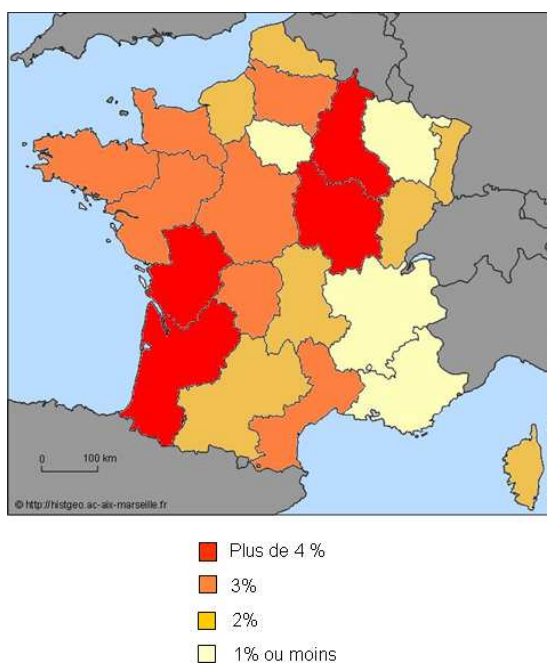 0 100 km
© http://histgeo.ac-aix-marseille.fr
Plus de 4 %
3%
2%
1% ou moins